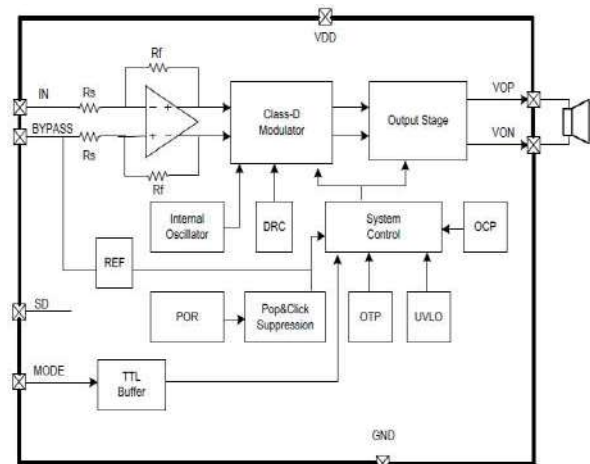 VDD
Rf
IN
Rs
VOP
BYPASS
Rs
Class-D
Modulator
Output Stage
VON
Rf
Internal
Oscillator
DRC
System
Control
OCP
REF
SD
POR
Pop&Click
Suppression
OTP
UVLO
MODE
TTL
Buffer
GND